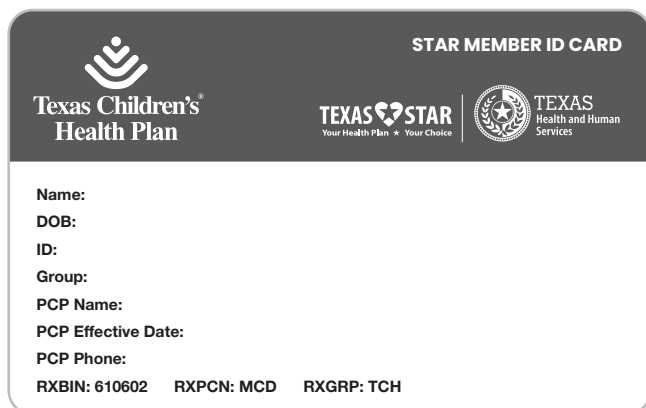 STAR MEMBER ID CARD
Texas Children's®
Health Plan
TEXAS STAR
Your Health Plan ★ Your Choice
TEXAS
Health and Human
Services
Name:
DOB:
ID:
Group:
PCP Name:
PCP Effective Date:
PCP Phone:
RXBIN: 610602 RXPCN: MCD RXGRP: TCH